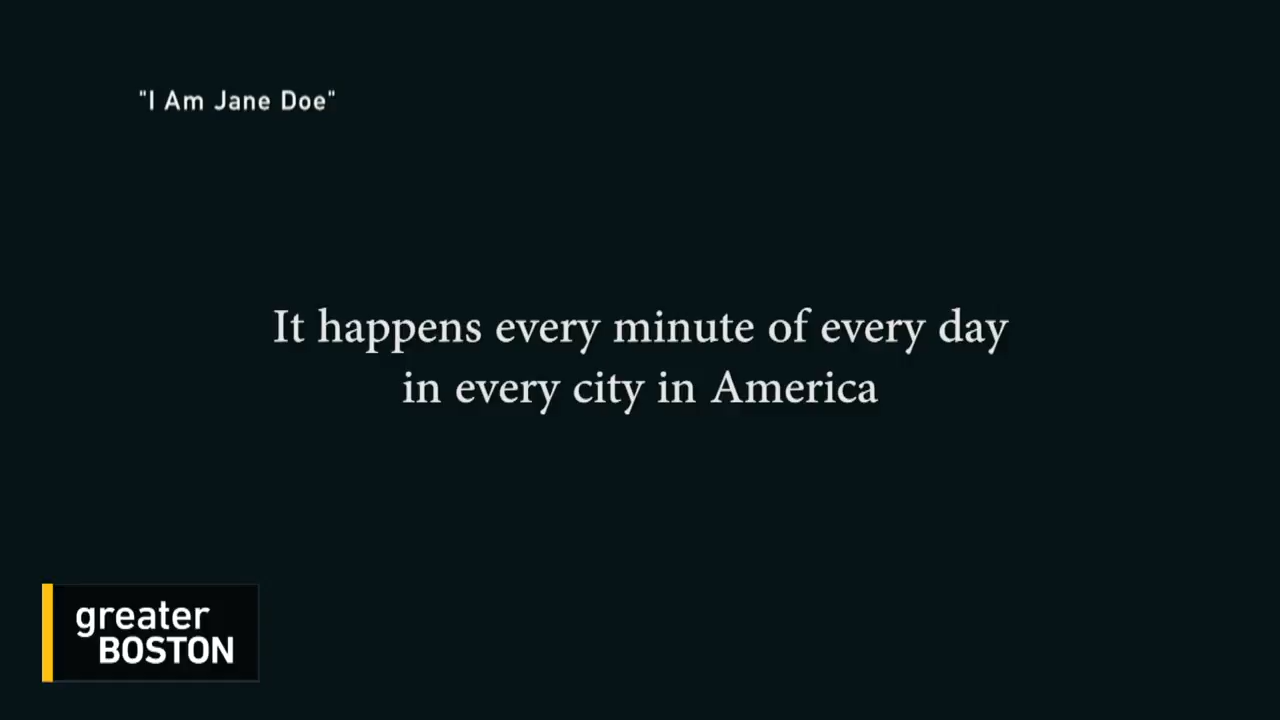 "I Am Jane Doe"
It happens every minute of every day
in every city in America
greater
BOSTON